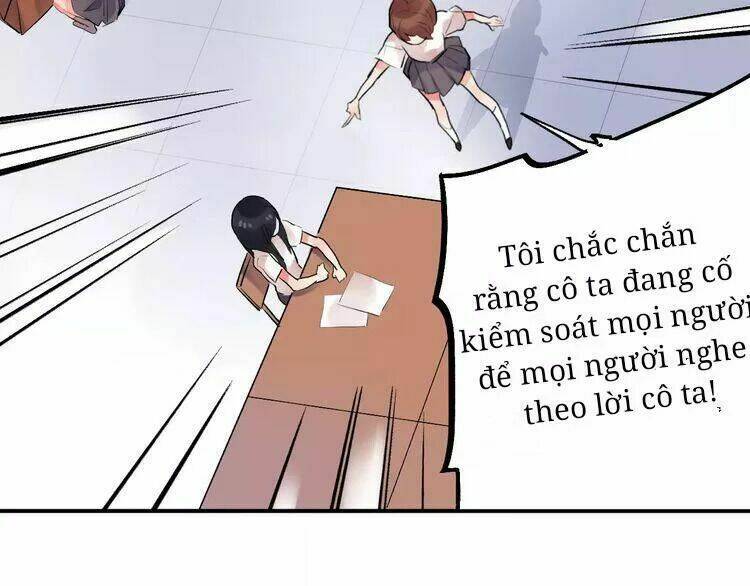 Tôi chắc chắn
rằng cô ta đang cố
kiểm soát mọi người
để mọi người nghe
theo lời cô ta!